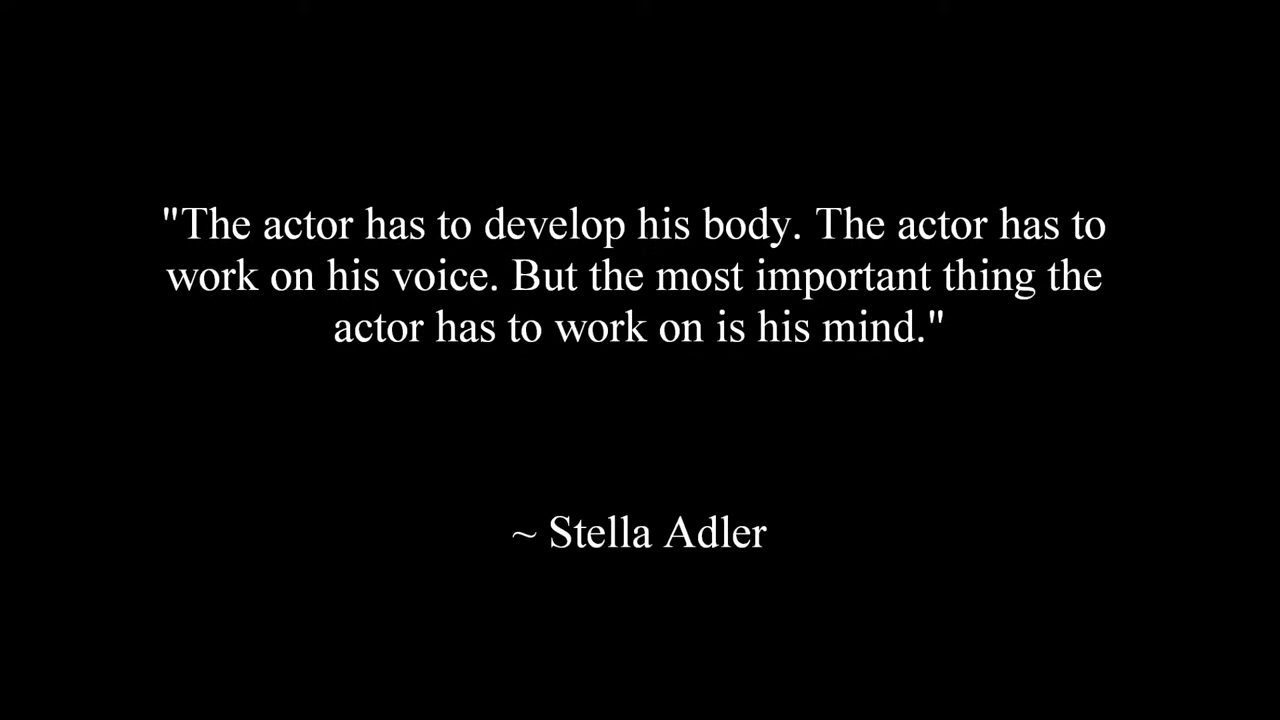 "The actor has to develop his body. The actor has to
work on his voice. But the most important thing the
actor has to work on is his mind."
~ Stella Adler